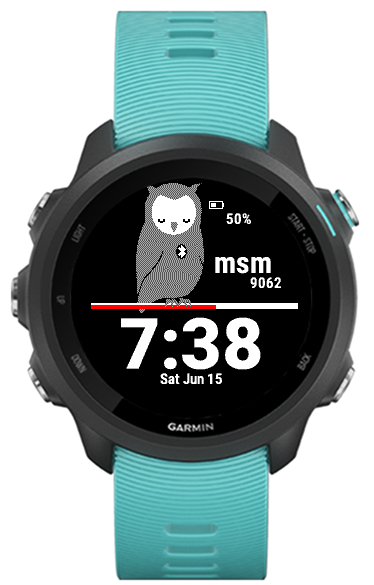 50%
msm
9062
7:38
Sat Jun 15
GARMIN
LIGHT
START · STOP
UP
DOWN
BACK